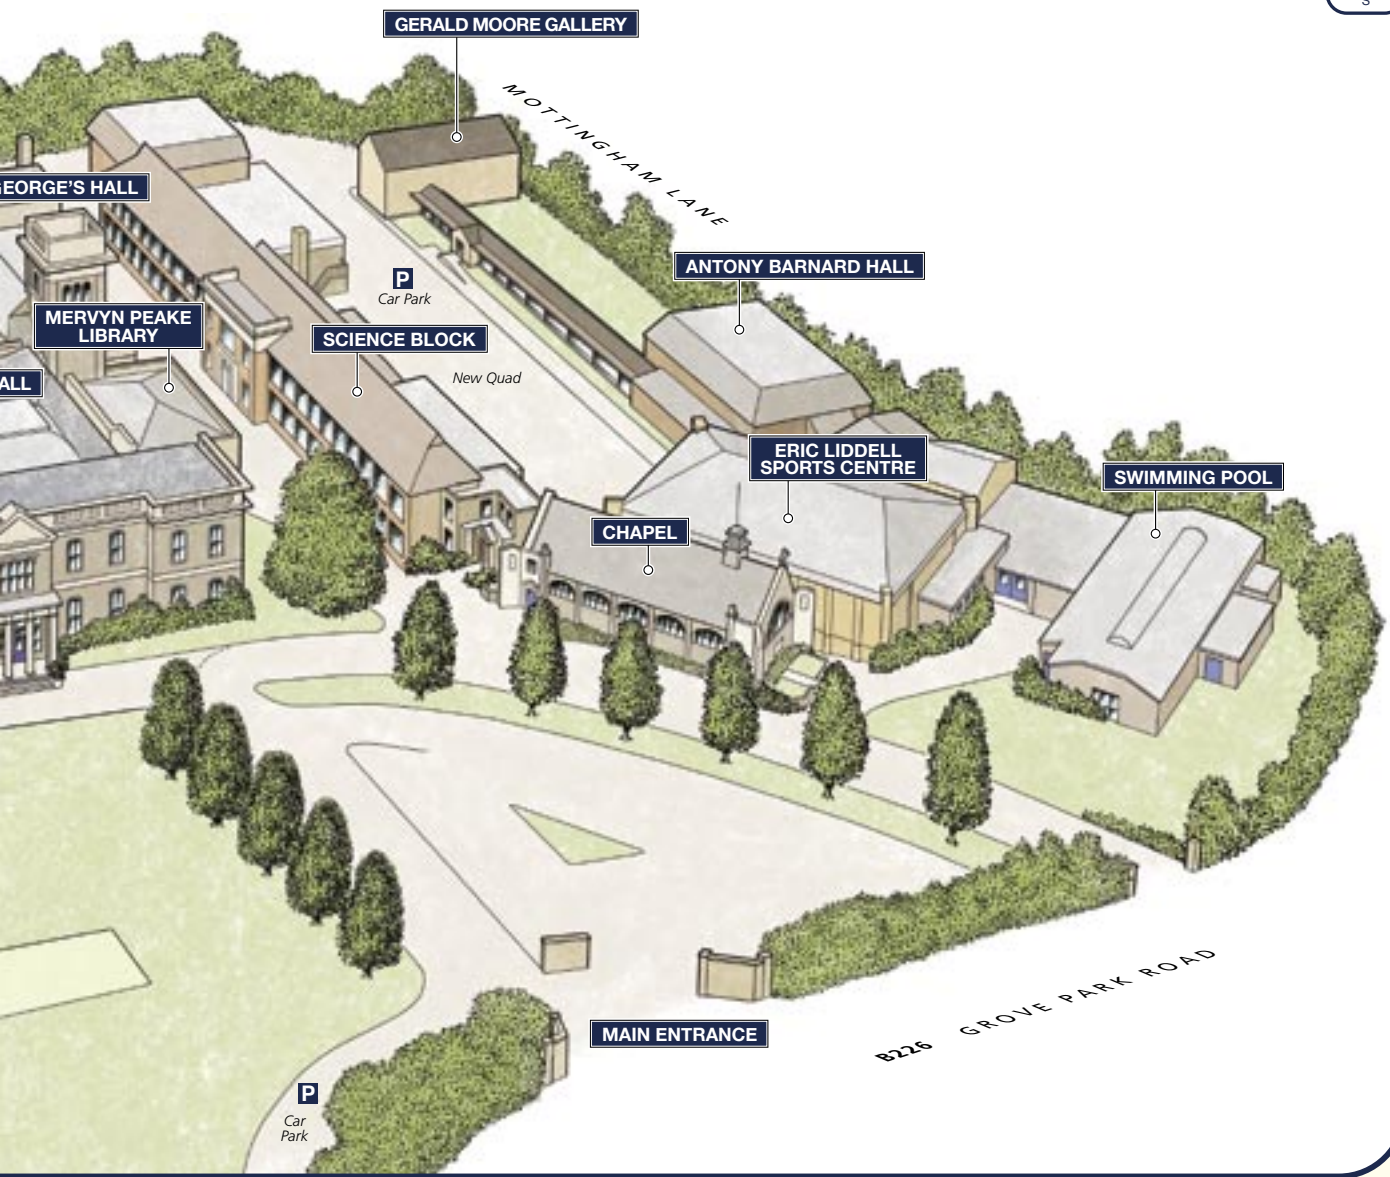 S
GERALD MOORE GALLERY
MOTTINGHAM LANE
GEORGE'S HALL
ANTONY BARNARD HALL
P
Car Park
MERVYN PEAKE
LIBRARY
SCIENCE BLOCK
New Quad
ALL
ERIC LIDDELL
SPORTS CENTRE
SWIMMING POOL
CHAPEL
MAIN ENTRANCE
B226 GROVE PARK ROAD
P
Car
Park